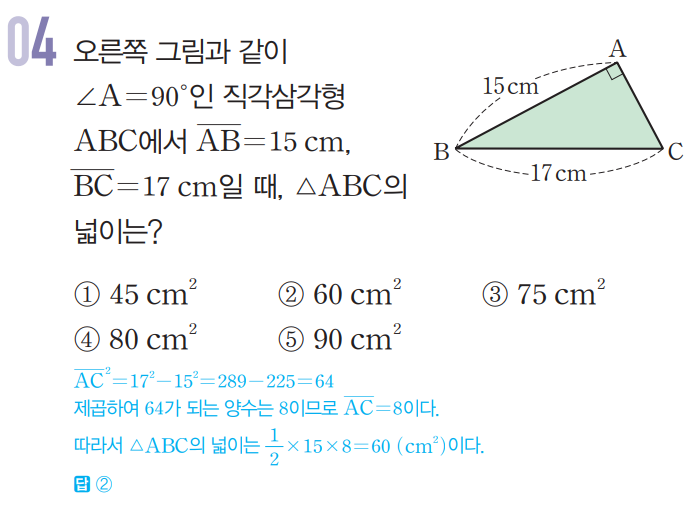 04
오른쪽 그림과 같이
∠A=90°인 직각삼각형
ABC에서 A̅B̅=15 cm,
B̅C̅=17 cm일 때, △ABC의
넓이는?
A
15 cm
B
C
17 cm
① 45 cm² ② 60 cm² ③ 75 cm²
④ 80 cm² ⑤ 90 cm²
A̅C̅²=17²-15²=289-225=64
제곱하여 64가 되는 양수는 8이므로 A̅C̅=8이다.
따라서 △ABC의 넓이는 1/2×15×8=60 (cm²)이다.
답 ②